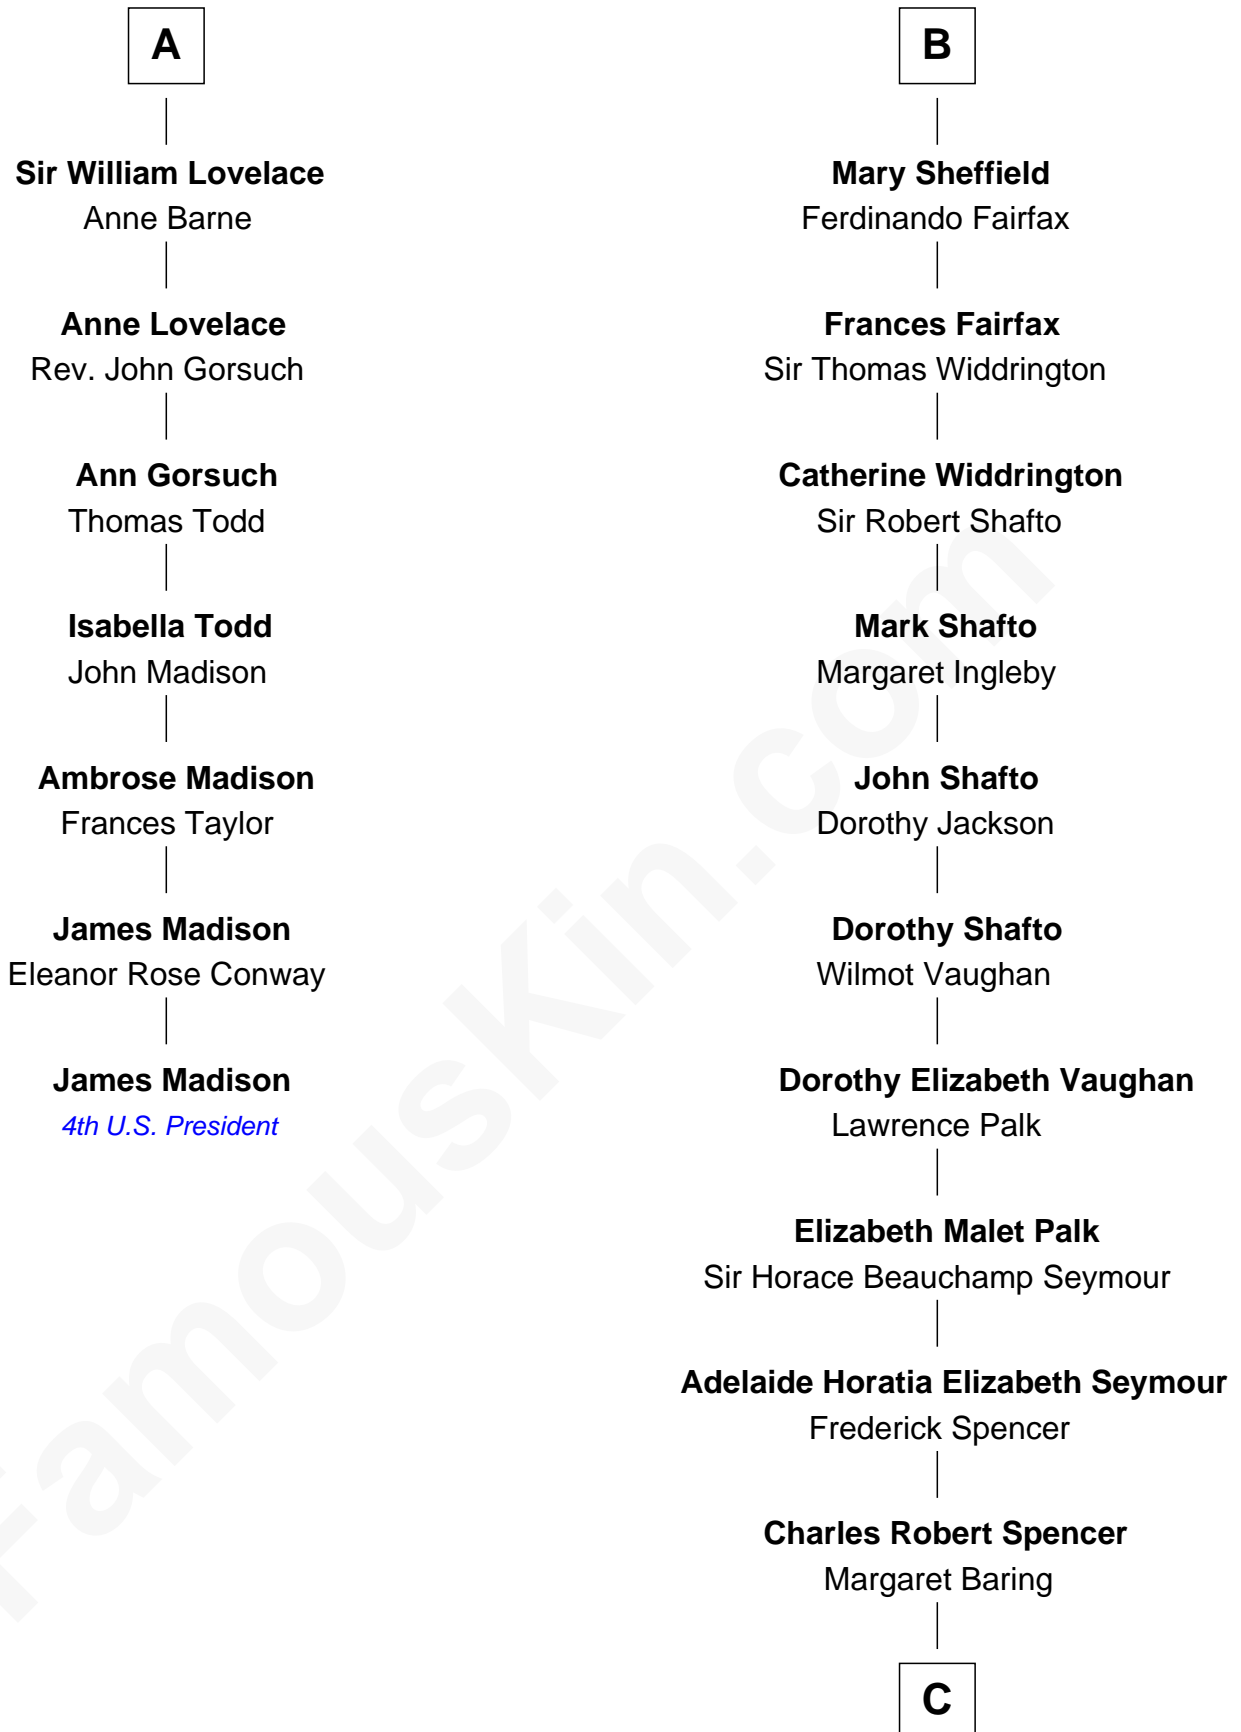 A
Sir William Lovelace
Anne Barne
Anne Lovelace
Rev. John Gorsuch
Ann Gorsuch
Thomas Todd
Isabella Todd
John Madison
Ambrose Madison
Frances Taylor
James Madison
Eleanor Rose Conway
James Madison
4th U.S. President
B
Mary Sheffield
Ferdinando Fairfax
Frances Fairfax
Sir Thomas Widdrington
Catherine Widdrington
Sir Robert Shafto
Mark Shafto
Margaret Ingleby
John Shafto
Dorothy Jackson
Dorothy Shafto
Wilmot Vaughan
Dorothy Elizabeth Vaughan
Lawrence Palk
Elizabeth Malet Palk
Sir Horace Beauchamp Seymour
Adelaide Horatia Elizabeth Seymour
Frederick Spencer
Charles Robert Spencer
Margaret Baring
C
FamousKin.com